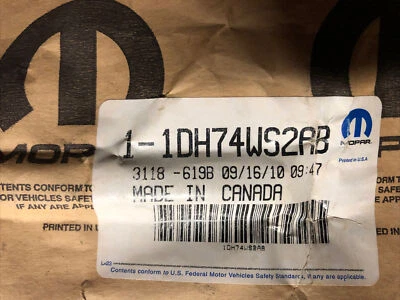 MOPAR
TENTS CONFORM TO
OR VEHICLES SAFE
IF ANY ARE APP
PRINTED IN U
1-1DH74WS2AB
MOPAR
Printed in U.S.A.
3118 -619B 09/16/10 09:47
MADE IN CANADA
1DH74WS2AB
Contents conform to U.S. Federal Motor Vehicles Safety Standards, if any are applicable.